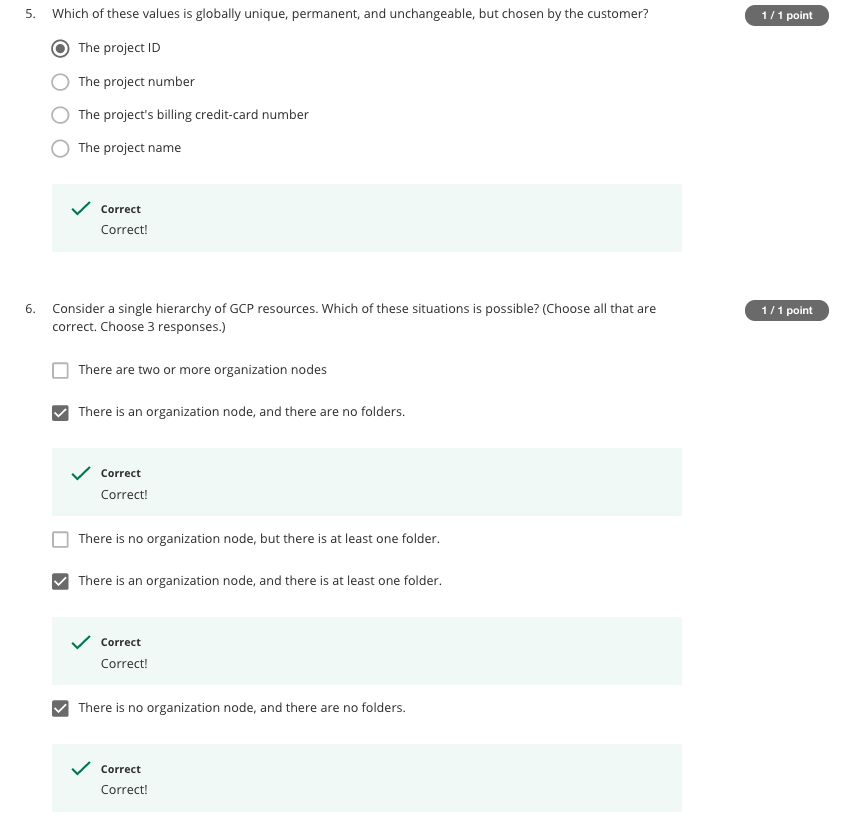 5. Which of these values is globally unique, permanent, and unchangeable, but chosen by the customer?
1 / 1 point
The project ID
The project number
The project's billing credit-card number
The project name
Correct
Correct!
6. Consider a single hierarchy of GCP resources. Which of these situations is possible? (Choose all that are
correct. Choose 3 responses.)
1 / 1 point
There are two or more organization nodes
There is an organization node, and there are no folders.
Correct
Correct!
There is no organization node, but there is at least one folder.
There is an organization node, and there is at least one folder.
Correct
Correct!
There is no organization node, and there are no folders.
Correct
Correct!